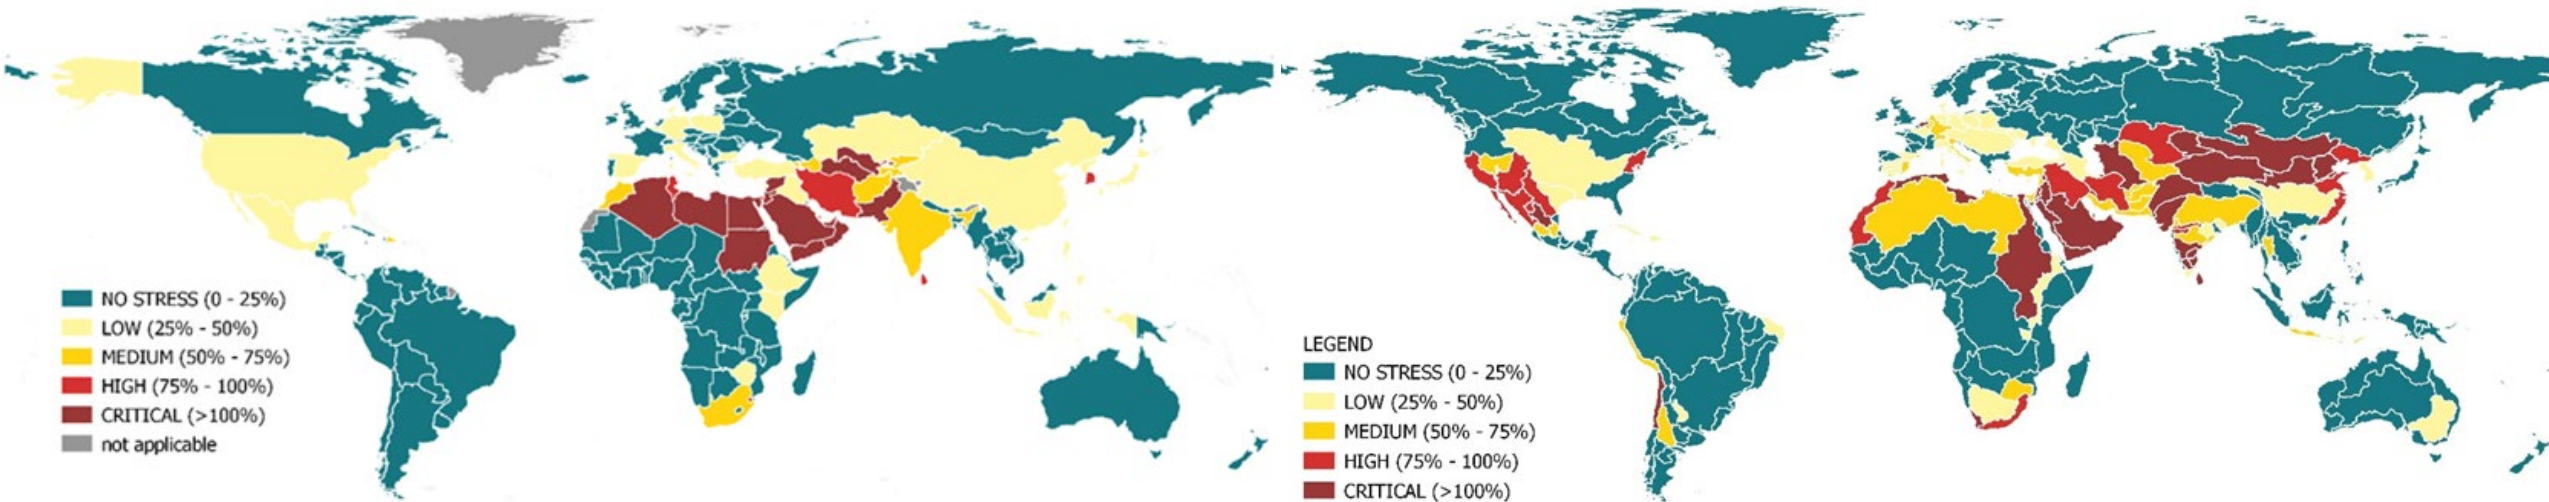 NO STRESS (0 - 25%)
LOW (25% - 50%)
MEDIUM (50% - 75%)
HIGH (75% - 100%)
CRITICAL (>100%)
not applicable
LEGEND
NO STRESS (0 - 25%)
LOW (25% - 50%)
MEDIUM (50% - 75%)
HIGH (75% - 100%)
CRITICAL (>100%)